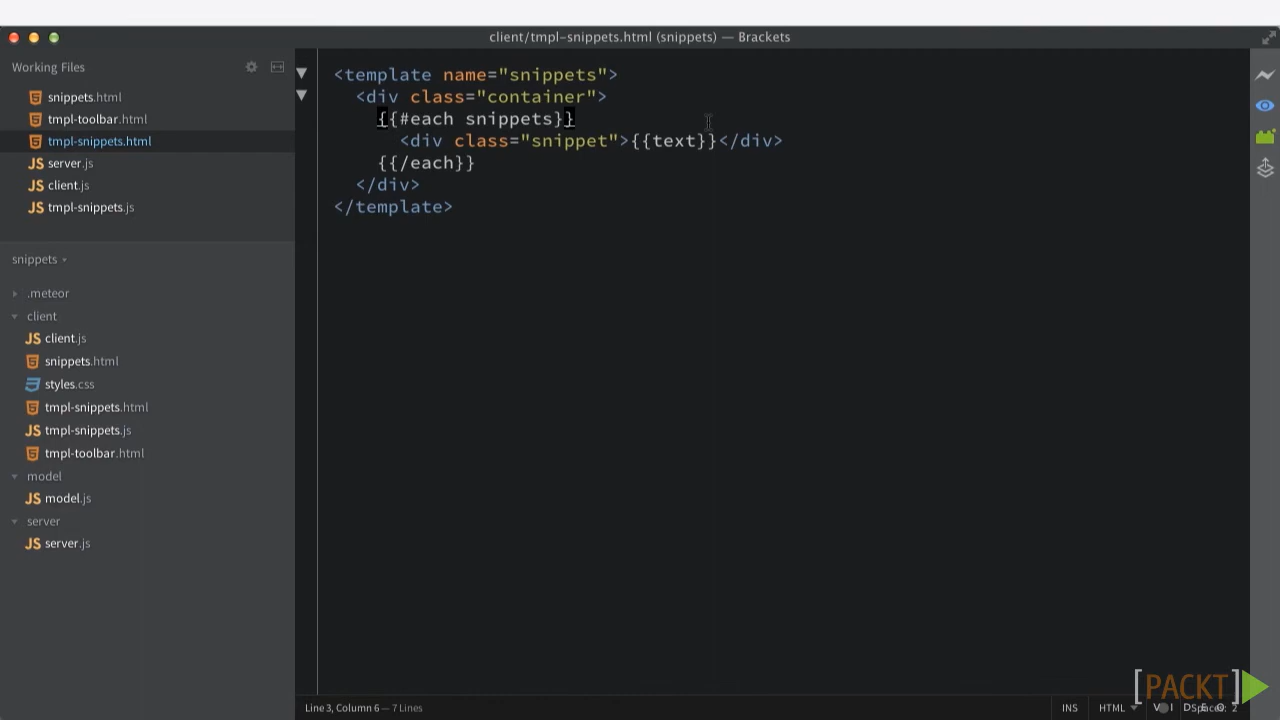 client/tmpl-snippets.html (snippets) — Brackets
Working Files
snippets.html
tmpl-toolbar.html
tmpl-snippets.html
server.js
client.js
tmpl-snippets.js
snippets
.meteor
client
JS client.js
snippets.html
styles.css
tmpl-snippets.html
JS tmpl-snippets.js
tmpl-toolbar.html
model
JS model.js
server
JS server.js
<template name="snippets">
<div class="container">
{{#each snippets}}
<div class="snippet">{{text}}</div>
{{/each}}
</div>
</template>
[PACKT]
Line 3, Column 6 — 7 Lines
INS
HTML
Spaces: 2